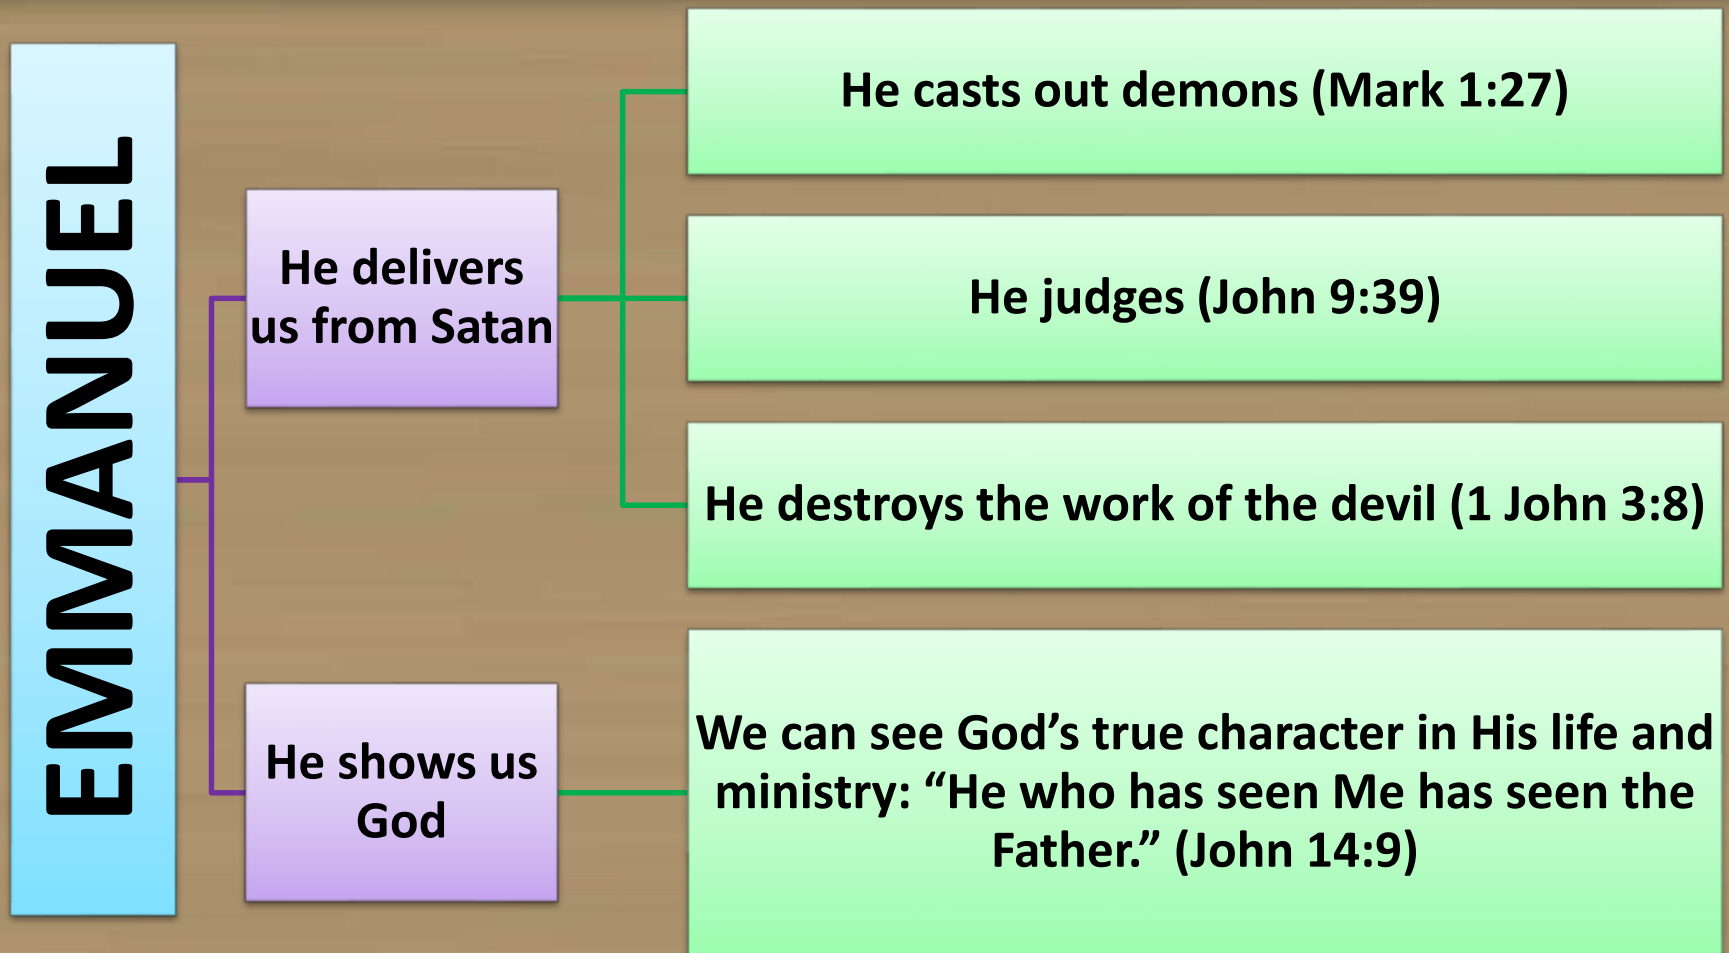 EMMANUEL
He delivers
us from Satan
He casts out demons (Mark 1:27)
He judges (John 9:39)
He destroys the work of the devil (1 John 3:8)
He shows us
God
We can see God’s true character in His life and
ministry: “He who has seen Me has seen the
Father.” (John 14:9)